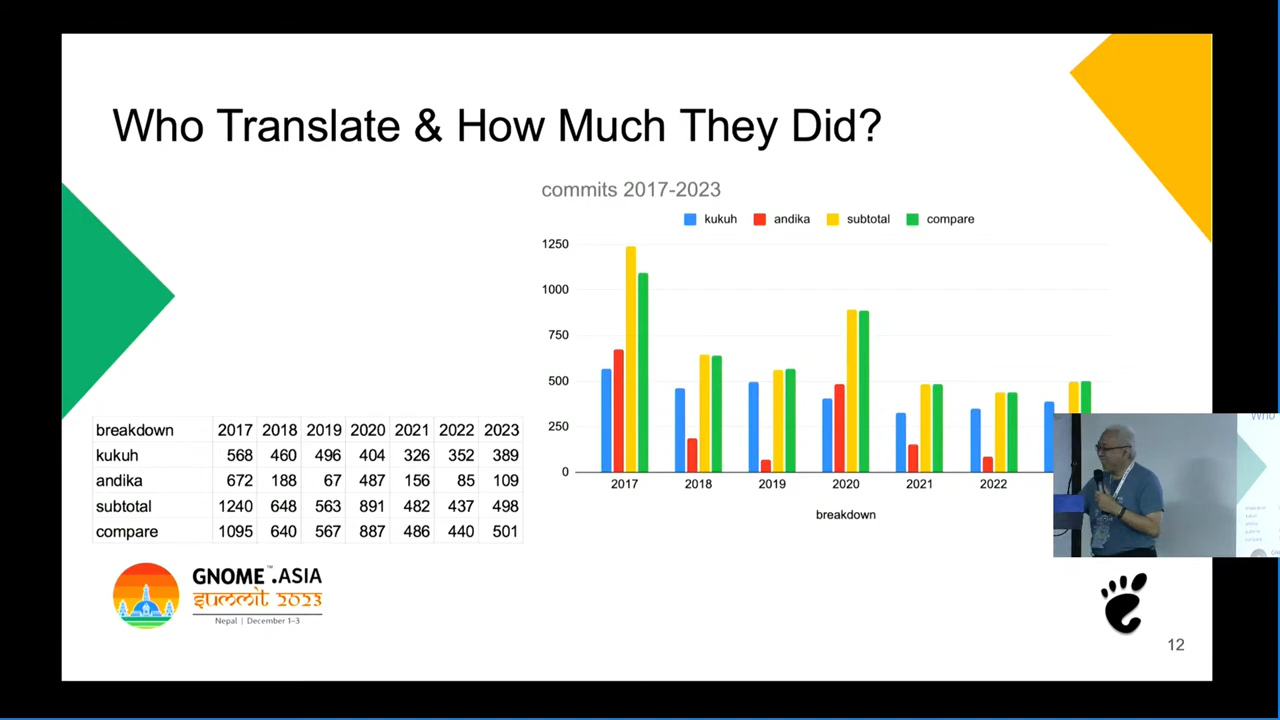 Who Translate & How Much They Did?
commits 2017-2023
kukuh andika subtotal compare
1250
1000
750
500
250
0
2017 2018 2019 2020 2021 2022
breakdown
breakdown 2017 2018 2019 2020 2021 2022 2023
kukuh 568 460 496 404 326 352 389
andika 672 188 67 487 156 85 109
subtotal 1240 648 563 891 482 437 498
compare 1095 640 567 887 486 440 501
GNOME™.ASIA
summit 2023
Nepal | December 1-3
Who
12